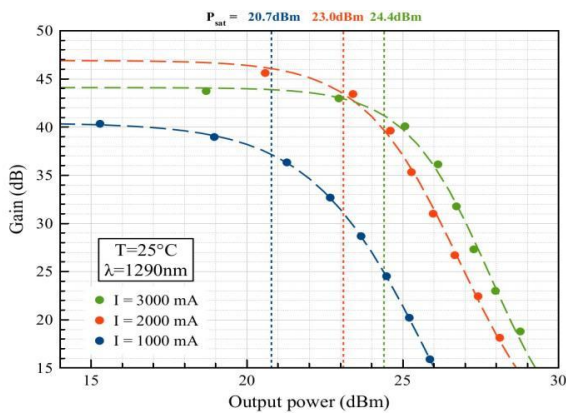 P_sat = 20.7dBm 23.0dBm 24.4dBm
50
45
40
35
30
25
20
15
Gain (dB)
T=25°C
λ=1290nm
I = 3000 mA
I = 2000 mA
I = 1000 mA
15 20 25 30
Output power (dBm)